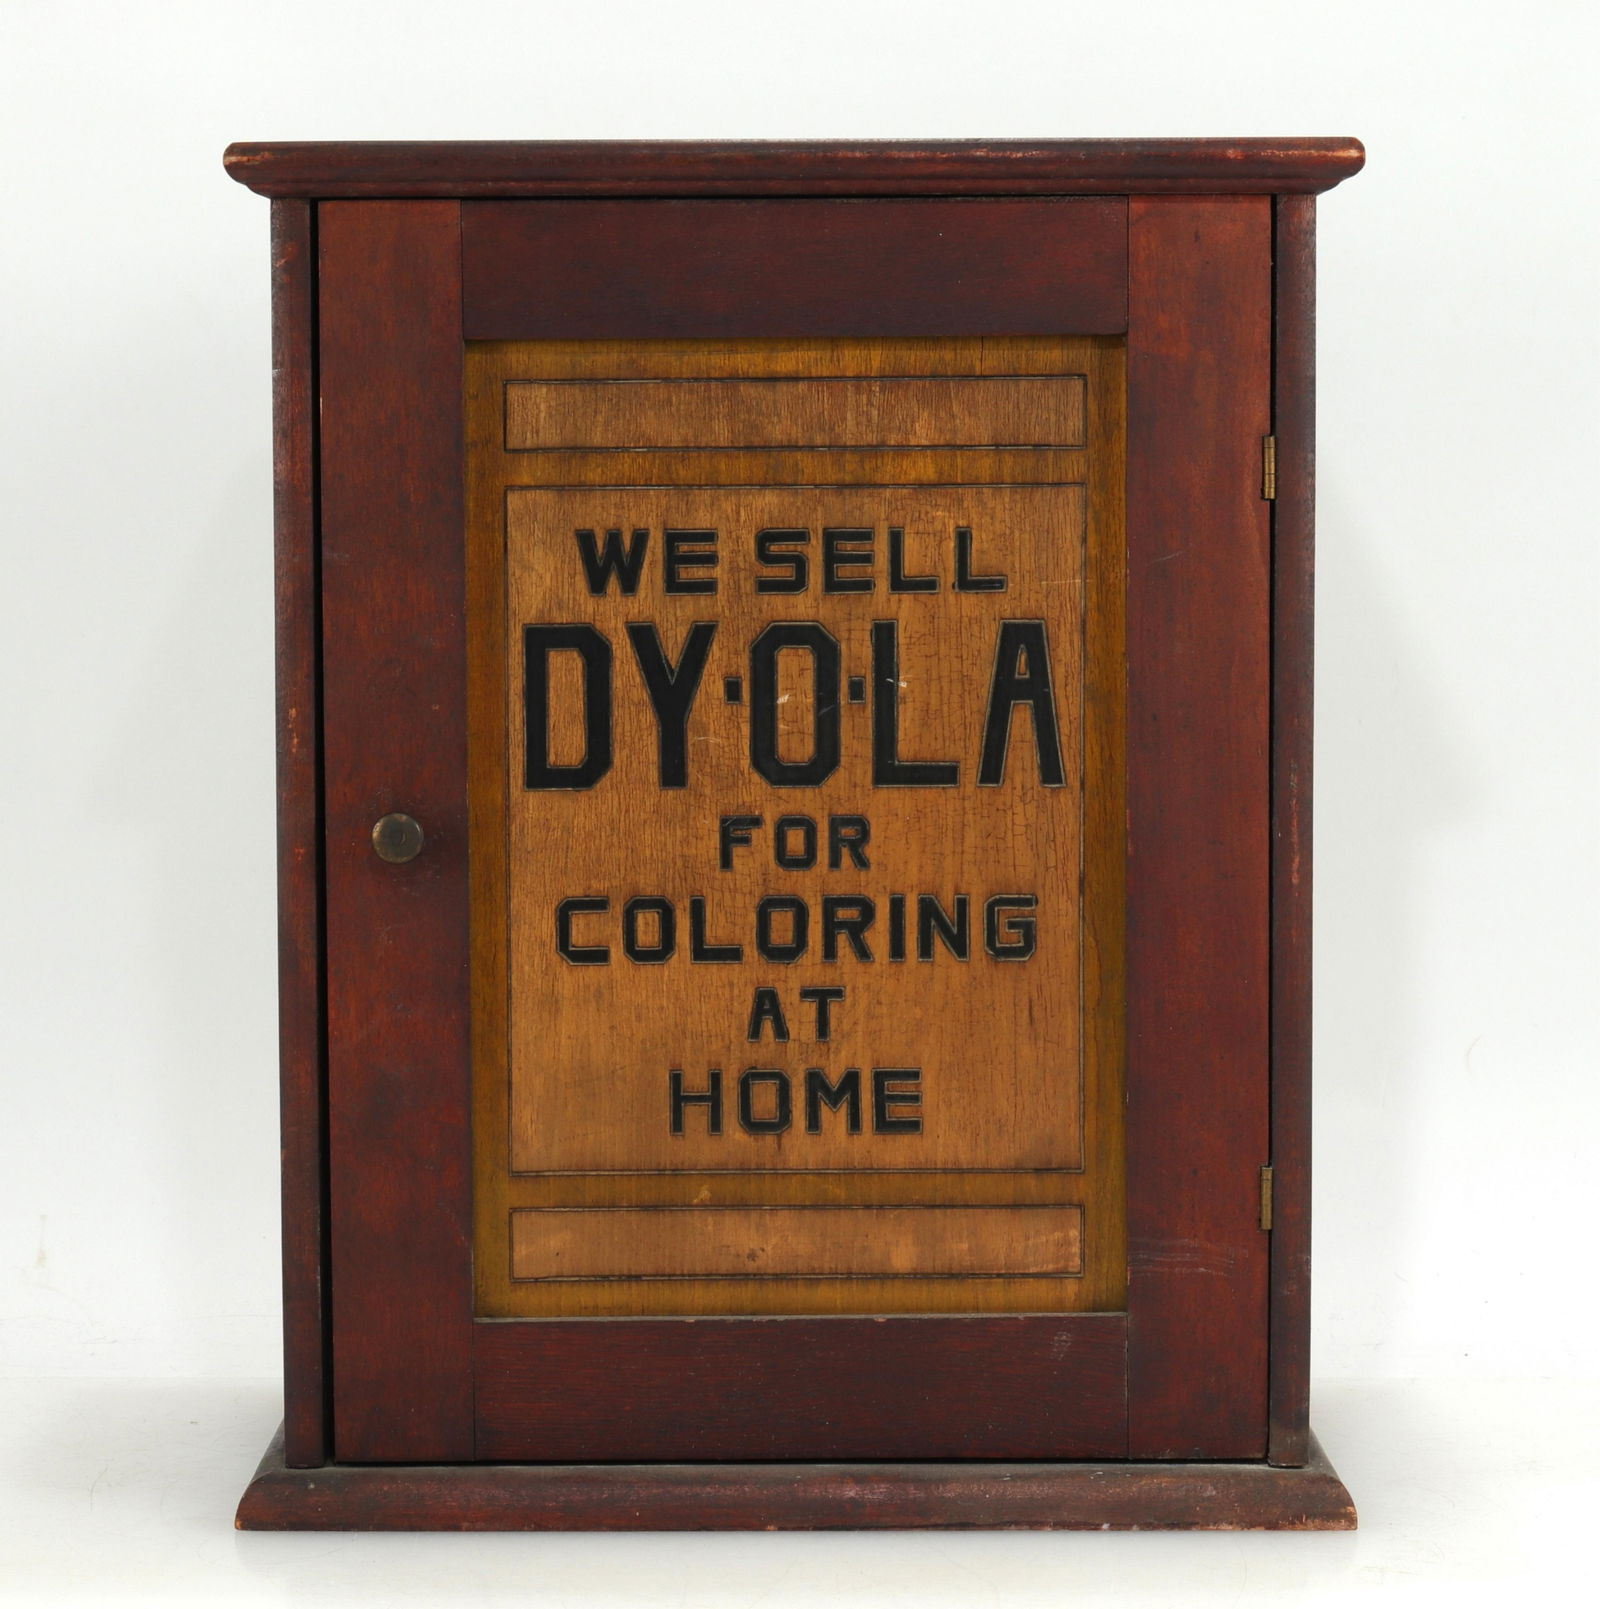 WE SELL
DY·O·LA
FOR
COLORING
AT
HOME